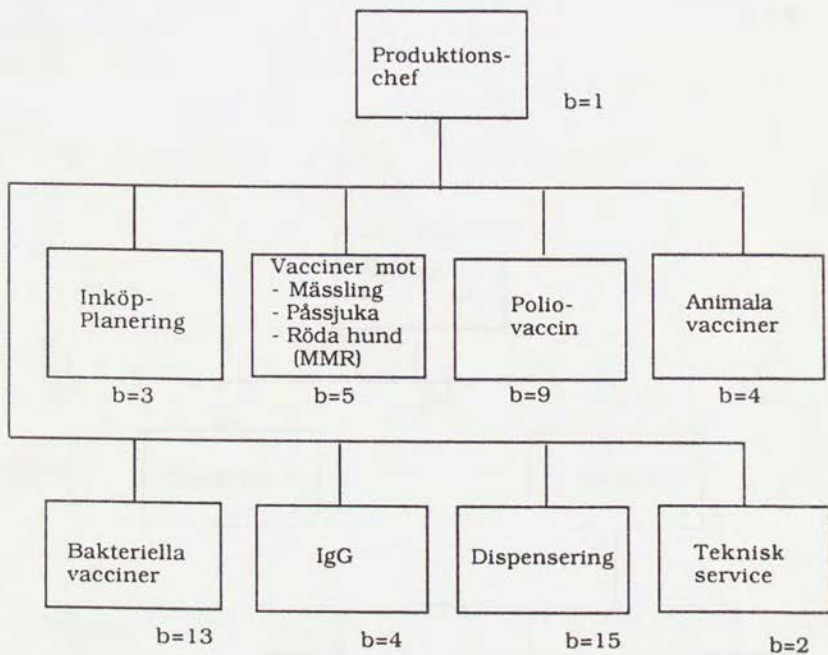 Produktions-
chef
b=1
Inköp-
Planering
b=3
Vacciner mot
- Mässling
- Påssjuka
- Röda hund
(MMR)
b=5
Polio-
vaccin
b=9
Animala
vacciner
b=4
Bakteriella
vacciner
b=13
IgG
b=4
Dispensering
b=15
Teknisk
service
b=2